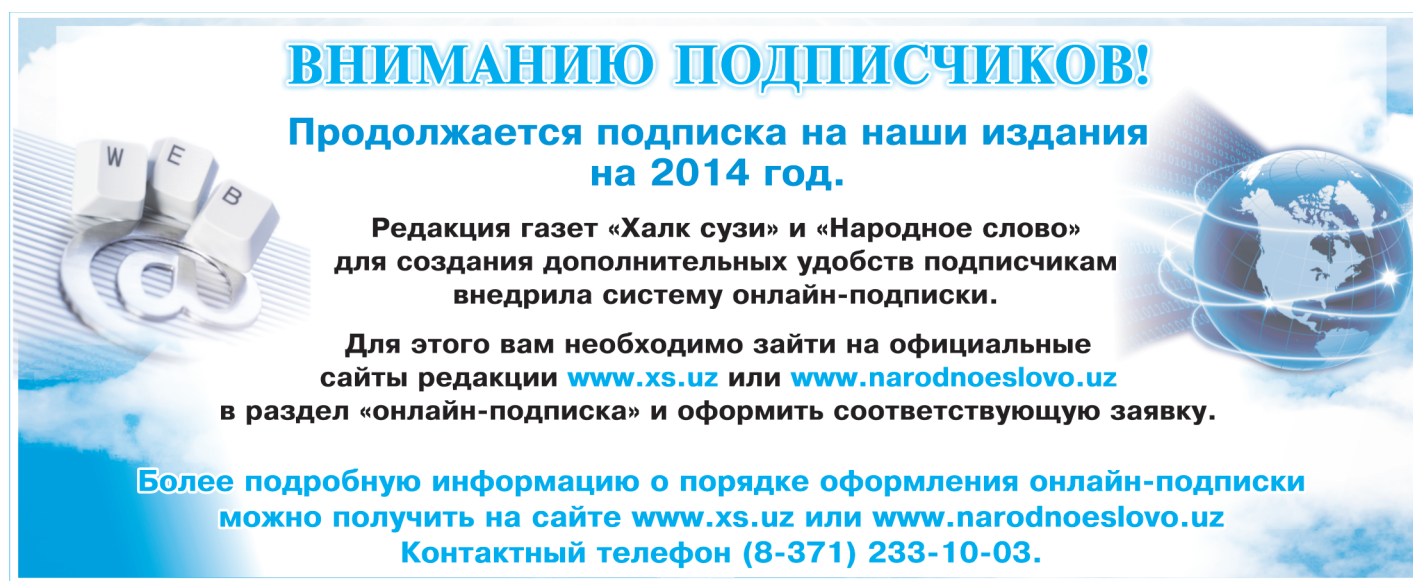 ВНИМАНИЮ ПОДПИСЧИКОВ!
Продолжается подписка на наши издания
на 2014 год.
W E B
@
Редакция газет «Халк сузи» и «Народное слово»
для создания дополнительных удобств подписчикам
внедрила систему онлайн-подписки.
Для этого вам необходимо зайти на официальные
сайты редакции www.xs.uz или www.narodnoeslovo.uz
в раздел «онлайн-подписка» и оформить соответствующую заявку.
Более подробную информацию о порядке оформления онлайн-подписки
можно получить на сайте www.xs.uz или www.narodnoeslovo.uz
Контактный телефон (8-371) 233-10-03.